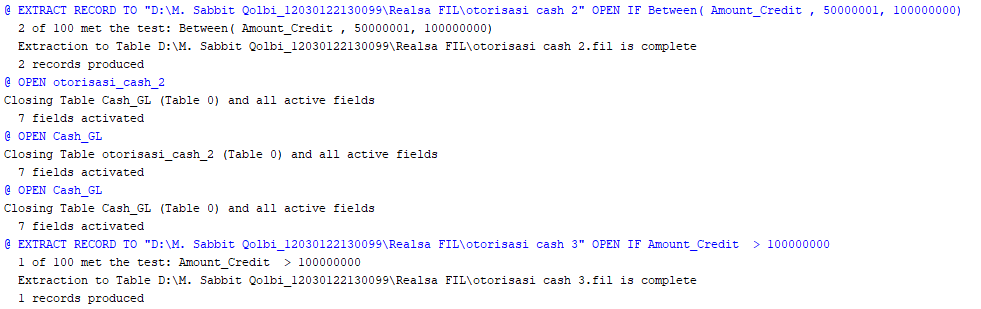 @ EXTRACT RECORD TO "D:\M. Sabbit Qolbi_12030122130099\Realsa FIL\otorisasi cash 2" OPEN IF Between( Amount_Credit , 50000001, 100000000)
2 of 100 met the test: Between( Amount_Credit , 50000001, 100000000)
Extraction to Table D:\M. Sabbit Qolbi_12030122130099\Realsa FIL\otorisasi cash 2.fil is complete
2 records produced
@ OPEN otorisasi_cash_2
Closing Table Cash_GL (Table 0) and all active fields
7 fields activated
@ OPEN Cash_GL
Closing Table otorisasi_cash_2 (Table 0) and all active fields
7 fields activated
@ OPEN Cash_GL
Closing Table Cash_GL (Table 0) and all active fields
7 fields activated
@ EXTRACT RECORD TO "D:\M. Sabbit Qolbi_12030122130099\Realsa FIL\otorisasi cash 3" OPEN IF Amount_Credit  > 100000000
1 of 100 met the test: Amount_Credit  > 100000000
Extraction to Table D:\M. Sabbit Qolbi_12030122130099\Realsa FIL\otorisasi cash 3.fil is complete
1 records produced